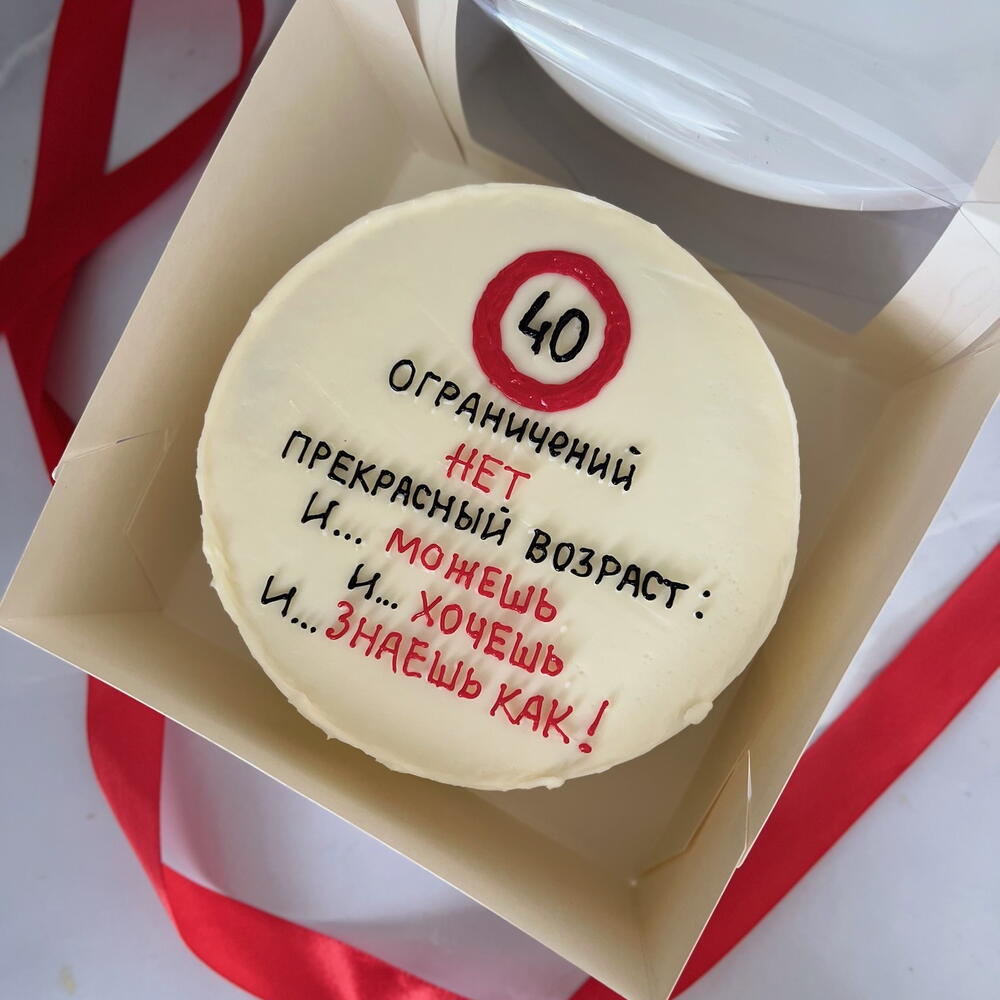 40
ОГРАНИЧЕНИЙ
НЕТ
ПРЕКРАСНЫЙ ВОЗРАСТ:
И... МОЖЕШЬ
И... ХОЧЕШЬ
И... ЗНАЕШЬ КАК!